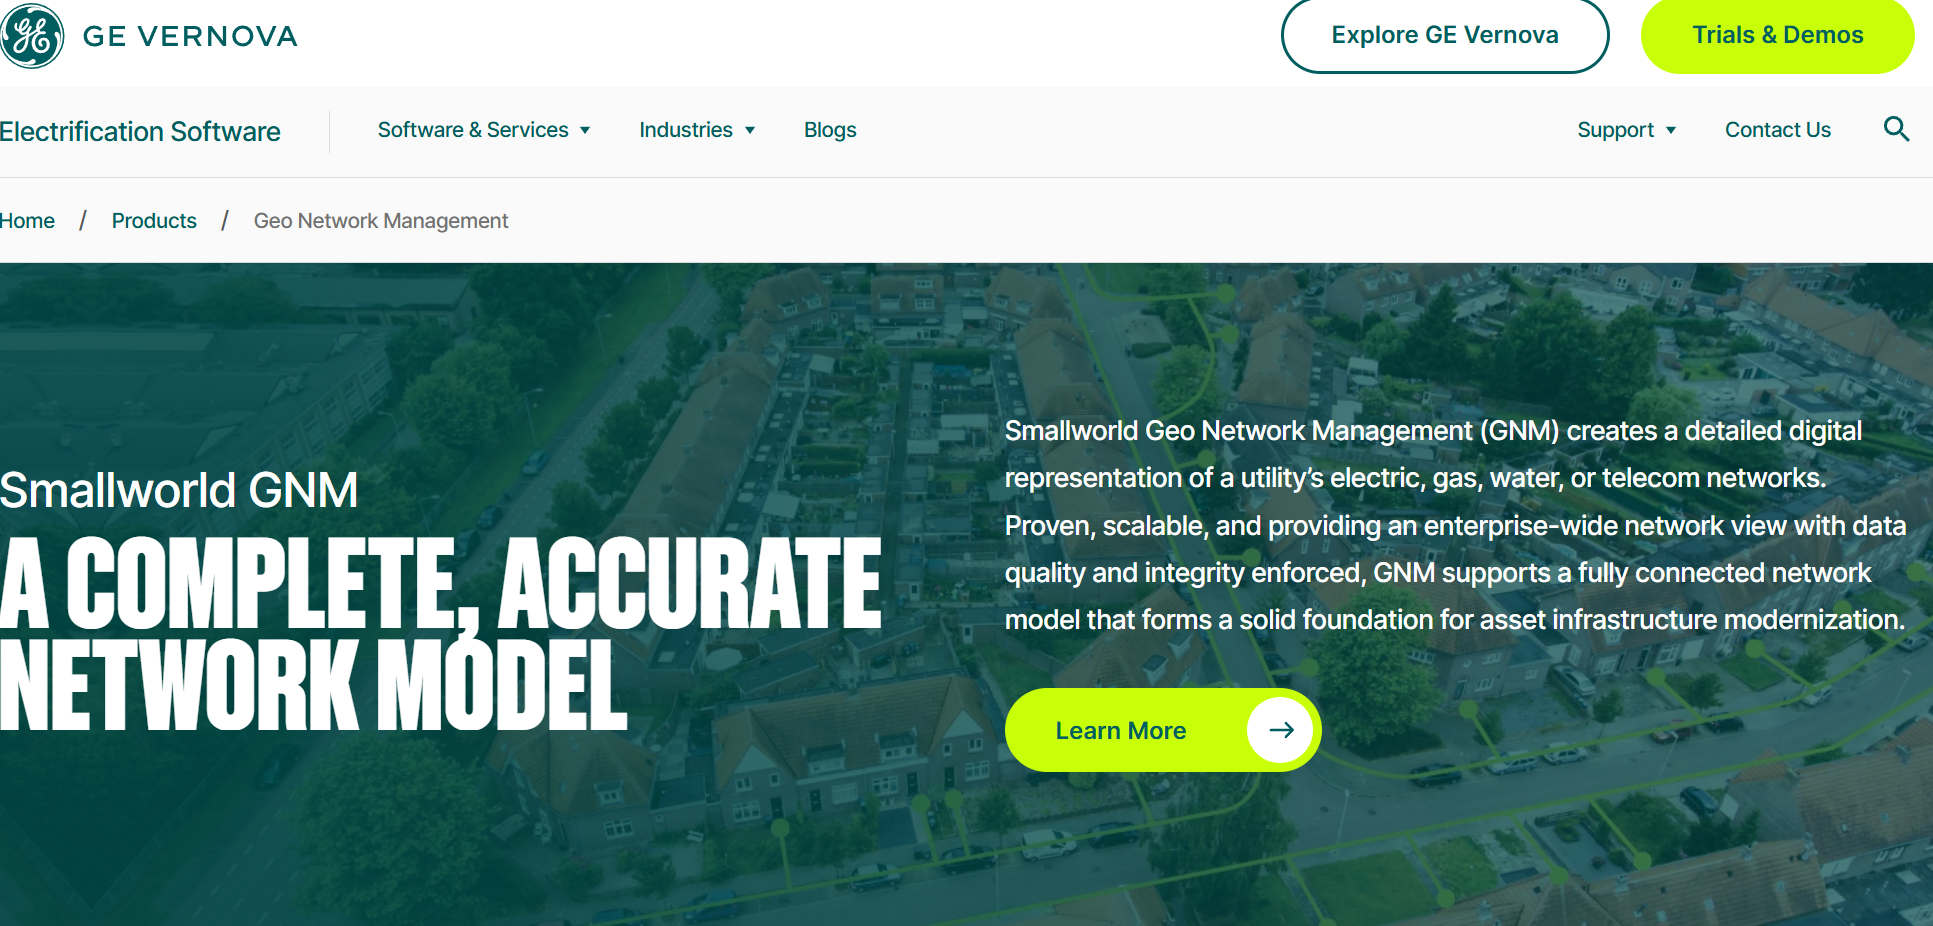 GE VERNOVA
Explore GE Vernova
Trials & Demos
Electrification Software
Software & Services
Industries
Blogs
Support
Contact Us
Home / Products / Geo Network Management
Smallworld GNM
A COMPLETE, ACCURATE
NETWORK MODEL
Smallworld Geo Network Management (GNM) creates a detailed digital
representation of a utility’s electric, gas, water, or telecom networks.
Proven, scalable, and providing an enterprise-wide network view with data
quality and integrity enforced, GNM supports a fully connected network
model that forms a solid foundation for asset infrastructure modernization.
Learn More